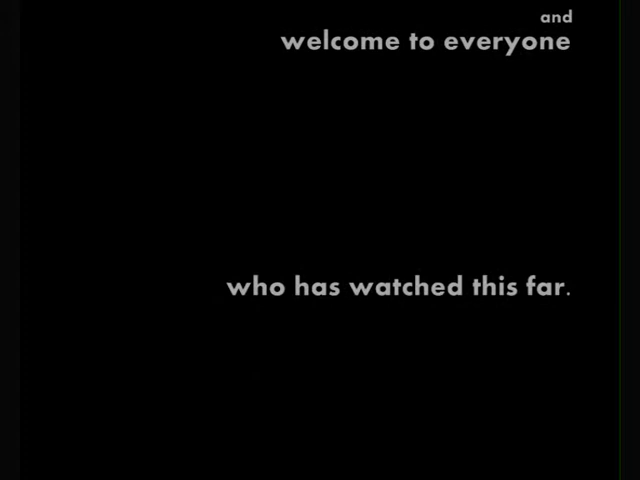 and
welcome to everyone
who has watched this far.